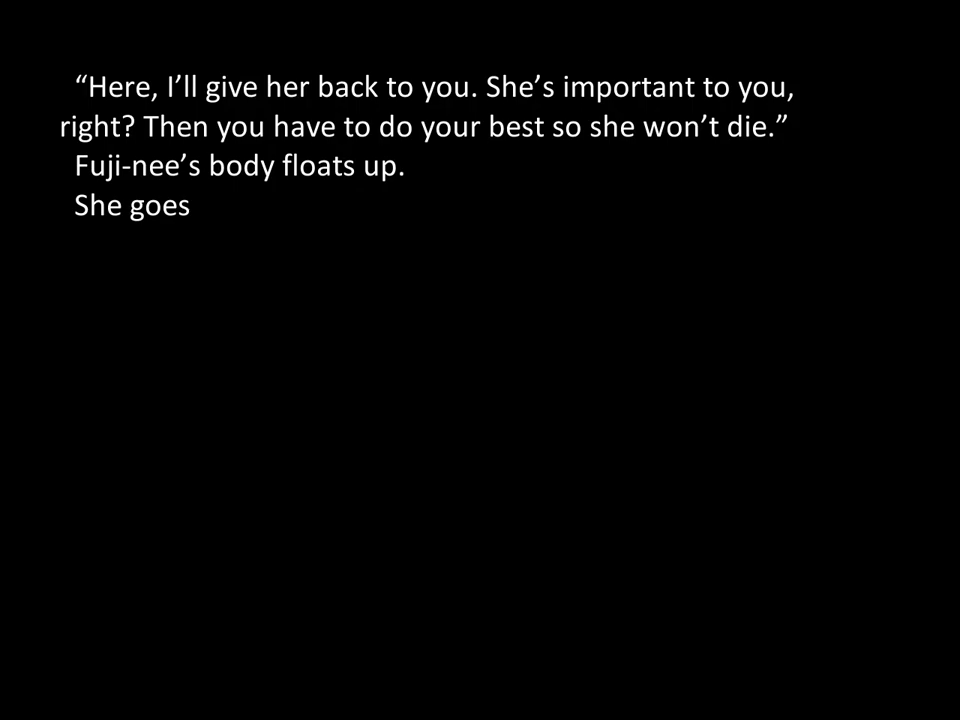 “Here, I’ll give her back to you. She’s important to you,
right? Then you have to do your best so she won’t die.”
Fuji-nee’s body floats up.
She goes